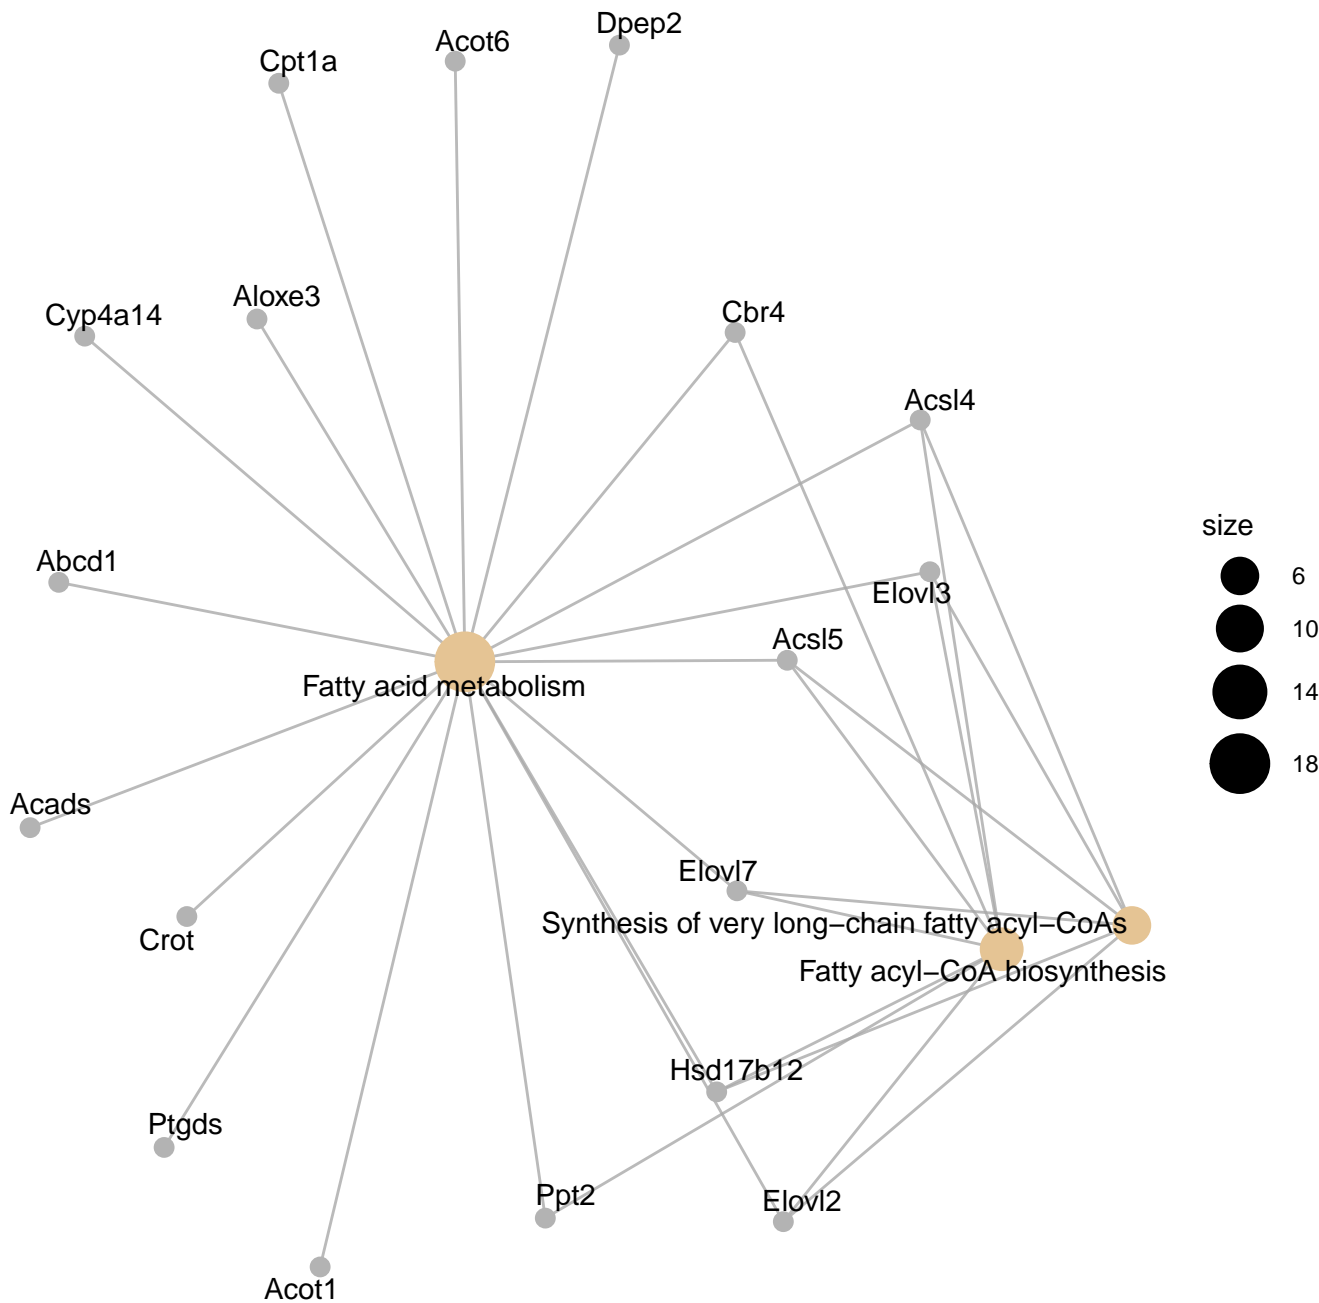 Dpep2
Acot6
Cpt1a
Aloxe3
Cyp4a14
Cbr4
Acsl4
size
Abcd1
6
Elovl3
10
Acsl5
Fatty acid metabolism
14
18
Acads
Elovl7
Synthesis of very long−chain fatty acyl−CoAs
Crot
Fatty acyl−CoA biosynthesis
Hsd17b12
Ptgds
Ppt2
Elovl2
Acot1